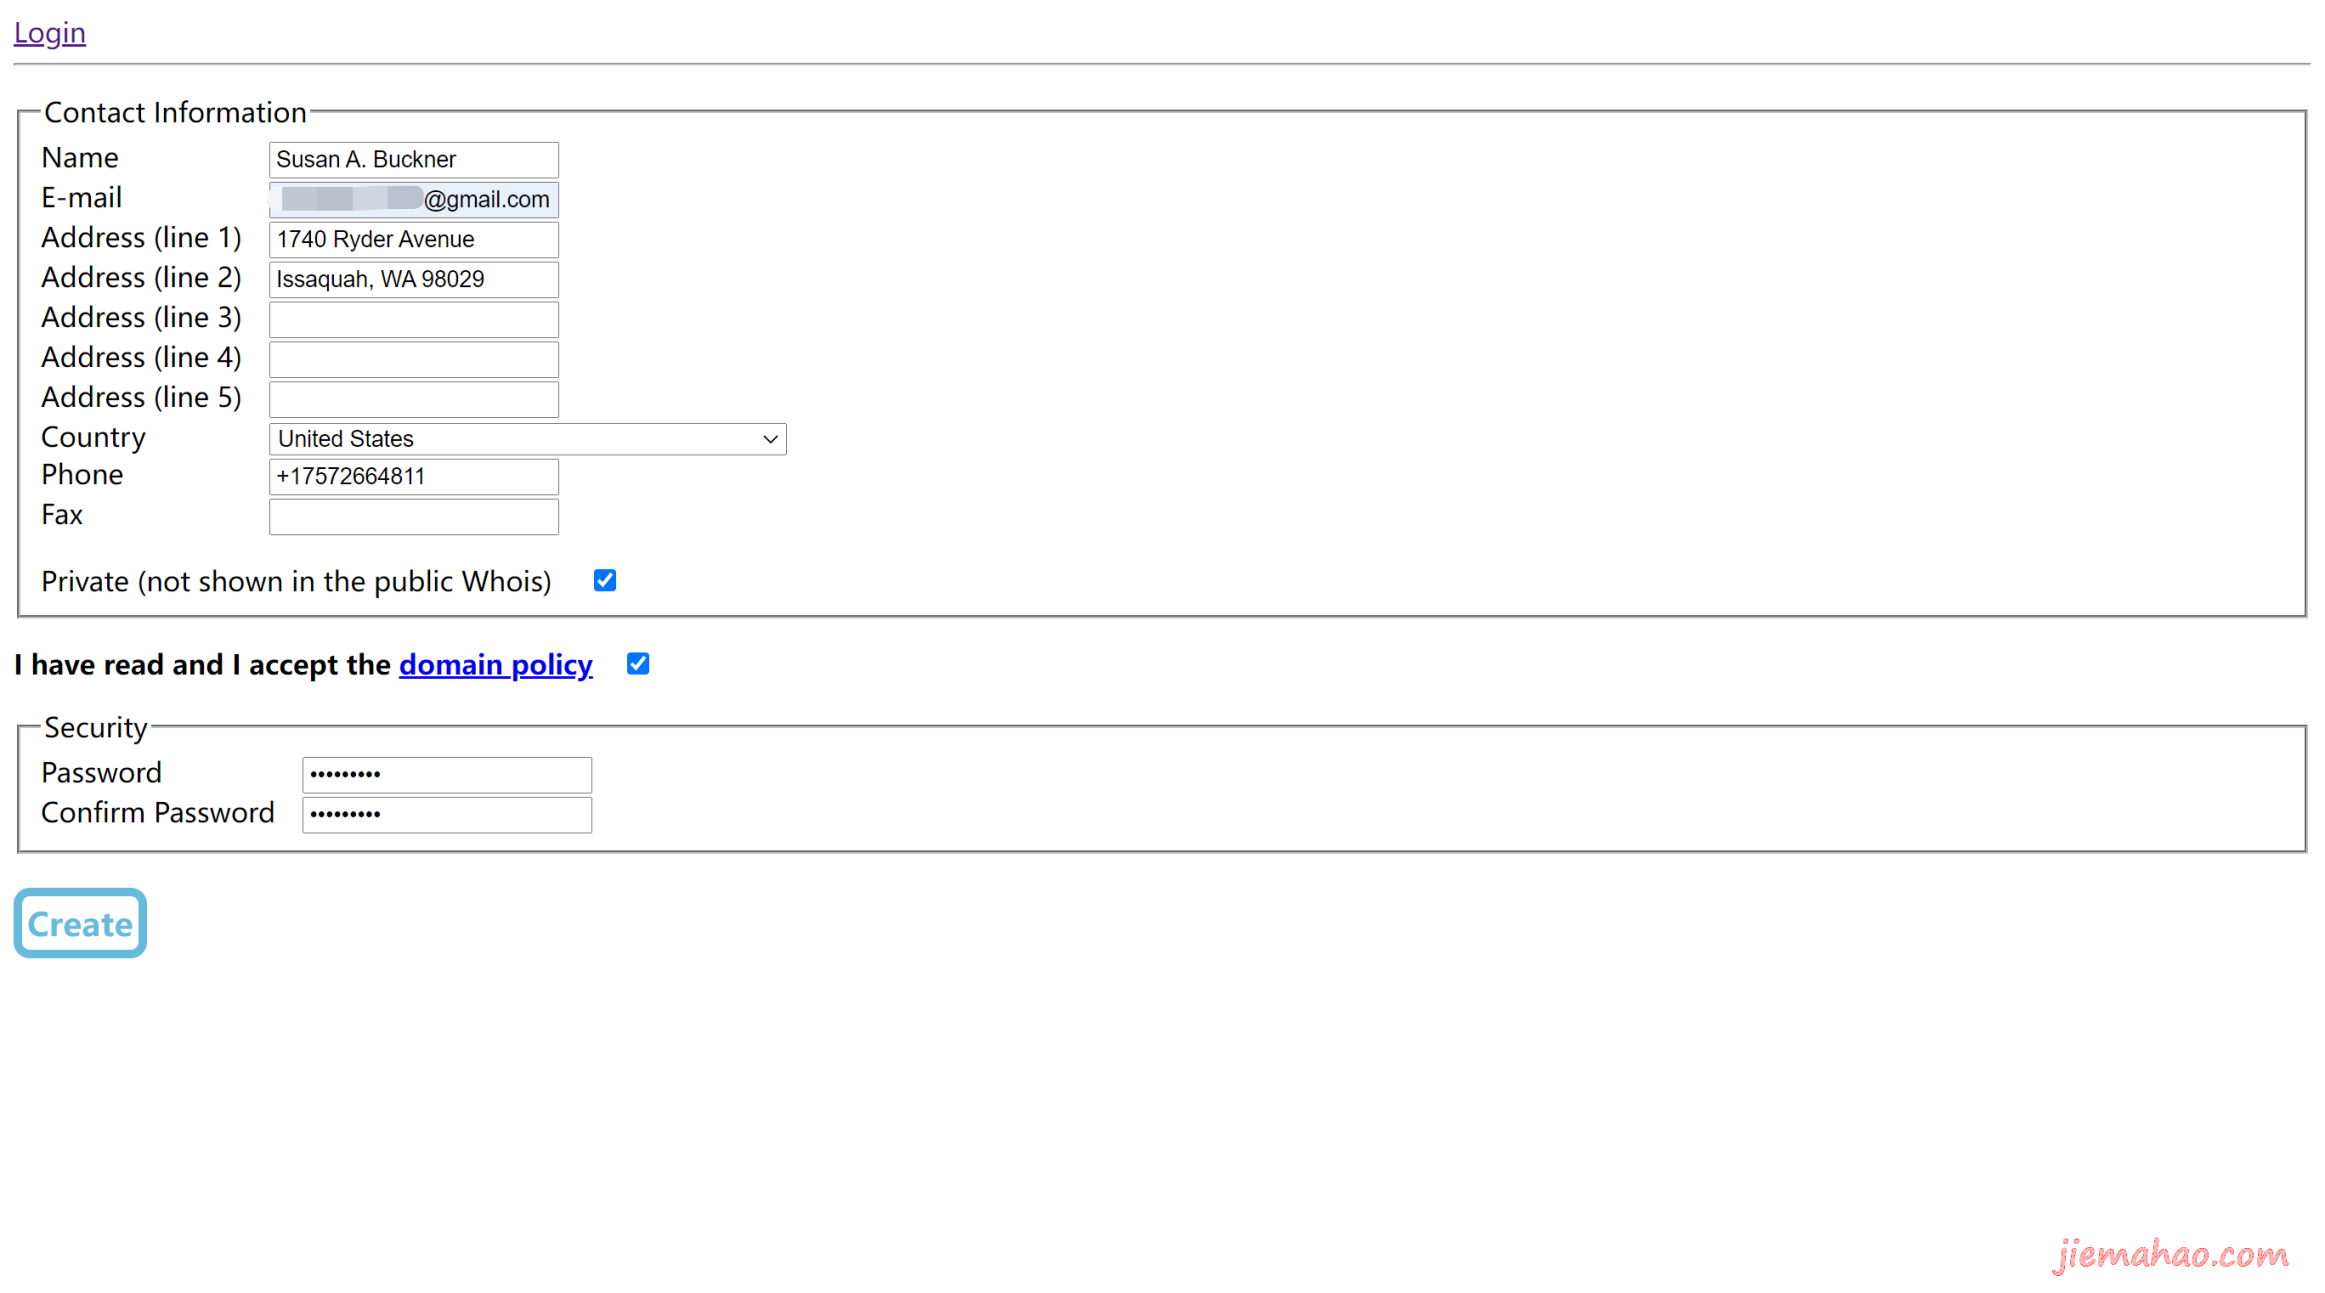 Login
Contact Information
Name Susan A. Buckner
E-mail @gmail.com
Address (line 1) 1740 Ryder Avenue
Address (line 2) Issaquah, WA 98029
Address (line 3)
Address (line 4)
Address (line 5)
Country United States
Phone +17572664811
Fax
Private (not shown in the public Whois)
I have read and I accept the domain policy
Security
Password •••••••••
Confirm Password •••••••••
Create
jiemahao.com